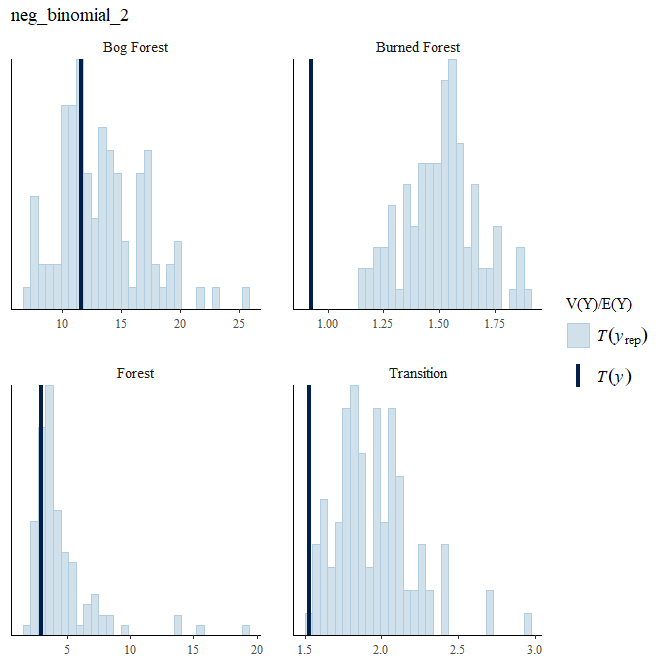 neg_binomial_2
Bog Forest
Burned Forest
10 15 20 25
1.00 1.25 1.50 1.75
V(Y)/E(Y)
T(yrep)
T(y)
Forest
Transition
5 10 15 20
1.5 2.0 2.5 3.0